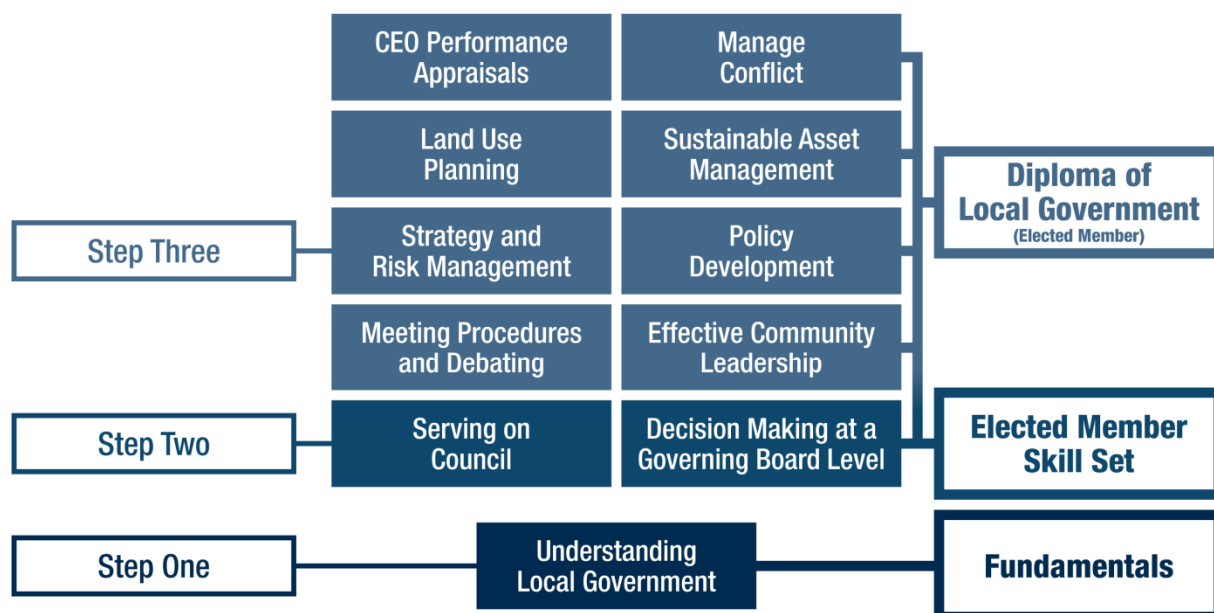 CEO Performance
Appraisals
Manage
Conflict
Land Use
Planning
Sustainable Asset
Management
Diploma of
Local Government
(Elected Member)
Step Three
Strategy and
Risk Management
Policy
Development
Meeting Procedures
and Debating
Effective Community
Leadership
Step Two
Serving on
Council
Decision Making at a
Governing Board Level
Elected Member
Skill Set
Step One
Understanding
Local Government
Fundamentals